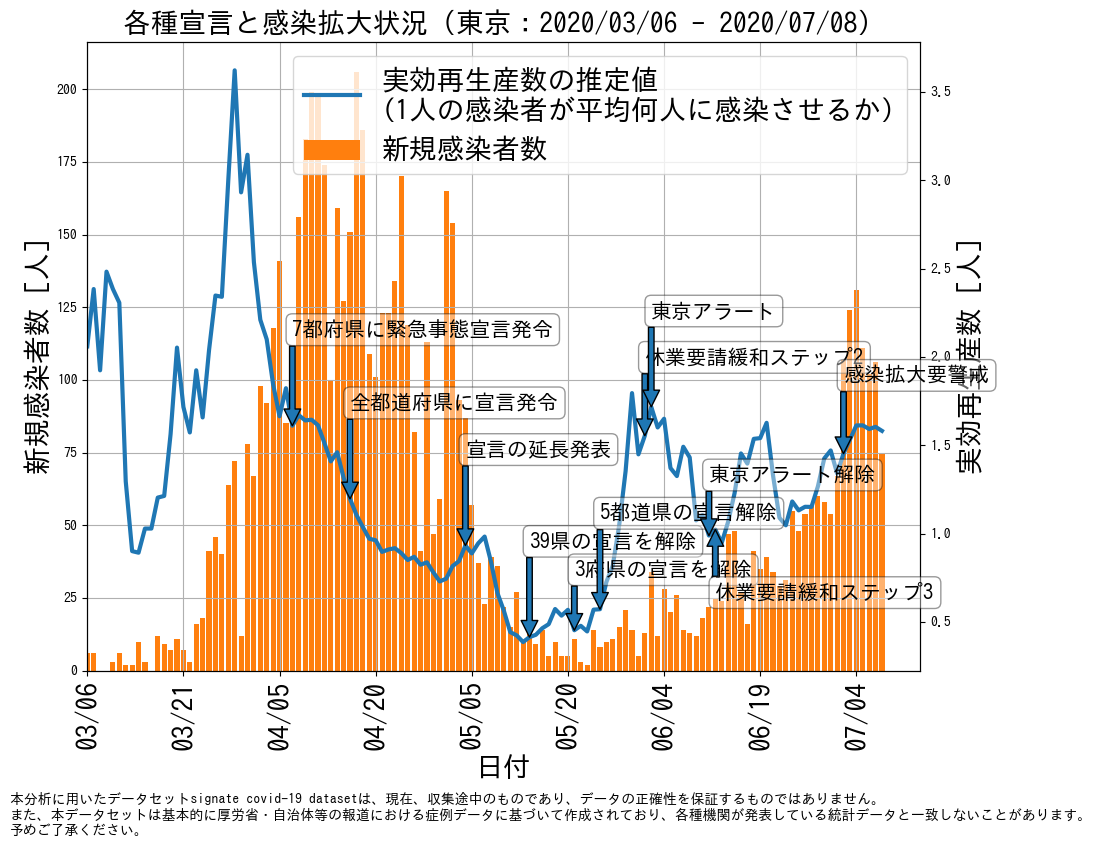 各種宣言と感染拡大状況（東京：2020/03/06 - 2020/07/08）
実効再生産数の推定値
(1人の感染者が平均何人に感染させるか)
新規感染者数
新規感染者数 [人]
200
175
150
125
100
75
50
25
0
3.5
3.0
2.5
2.0
1.5
1.0
0.5
実効再生産数 [人]
東京アラート
7都府県に緊急事態宣言発令
休業要請緩和ステップ2
感染拡大要警戒
全都道府県に宣言発令
宣言の延長発表
東京アラート解除
5都道県の宣言解除
39県の宣言を解除
3府県の宣言を解除
休業要請緩和ステップ3
03/06
03/21
04/05
04/20
05/05
05/20
06/04
06/19
07/04
日付
本分析に用いたデータセットsignate covid-19 datasetは、現在、収集途中のものであり、データの正確性を保証するものではありません。
また、本データセットは基本的に厚労省・自治体等の報道における症例データに基づいて作成されており、各種機関が発表している統計データと一致しないことがあります。
予めご了承ください。